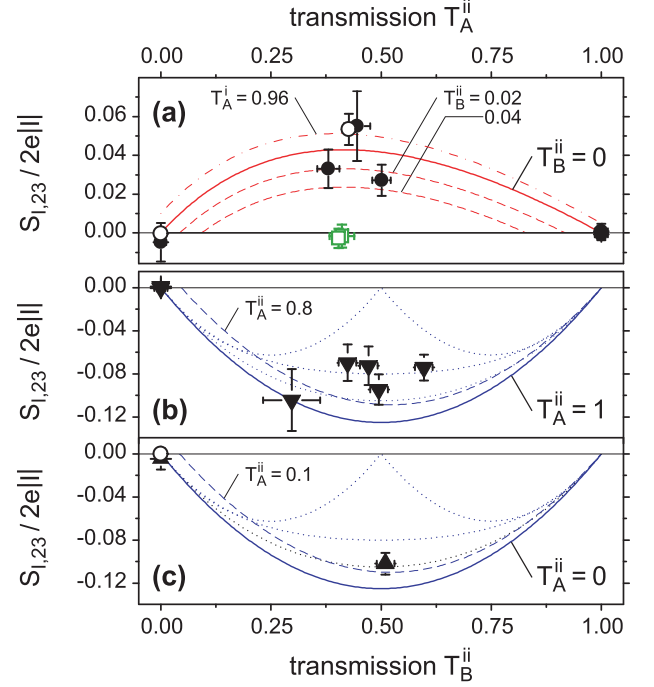 transmission T_A^ii
0.00 0.25 0.50 0.75 1.00
(a)
T_A^i = 0.96
T_B^ii = 0.02
0.04
T_B^ii = 0
0.06
0.04
0.02
0.00
S_I,23 / 2e|I|
0.00
-0.04
-0.08
-0.12
S_I,23 / 2e|I|
T_A^ii = 0.8
T_A^ii = 1
(b)
0.00
-0.04
-0.08
-0.12
S_I,23 / 2e|I|
T_A^ii = 0.1
T_A^ii = 0
(c)
0.00 0.25 0.50 0.75 1.00
transmission T_B^ii